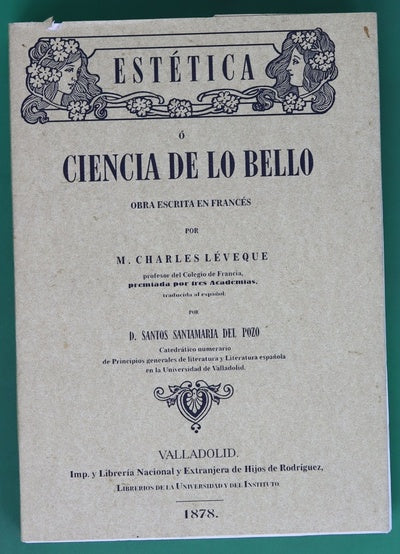 ESTÉTICA
ó
CIENCIA DE LO BELLO
OBRA ESCRITA EN FRANCÉS
POR
M. CHARLES LÉVEQUE
profesor del Colegio de Francia,
premiada por tres Academias,
traducida al español
POR
D. SANTOS SANTAMARIA DEL POZO
Catedrático numerario
de Principios generales de literatura y Literatura española
en la Universidad de Valladolid.
VALLADOLID.
Imp. y Librería Nacional y Extranjera de Hijos de Rodriguez,
LIBREROS DE LA UNIVERSIDAD Y DEL INSTITUTO.
1878.